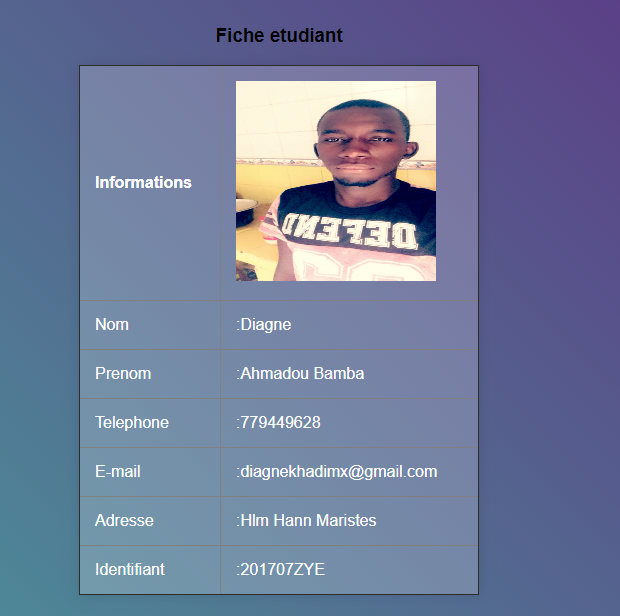 Fiche etudiant
Informations
DEFEND
Nom :Diagne
Prenom :Ahmadou Bamba
Telephone :779449628
E-mail :diagnekhadimx@gmail.com
Adresse :Hlm Hann Maristes
Identifiant :201707ZYE